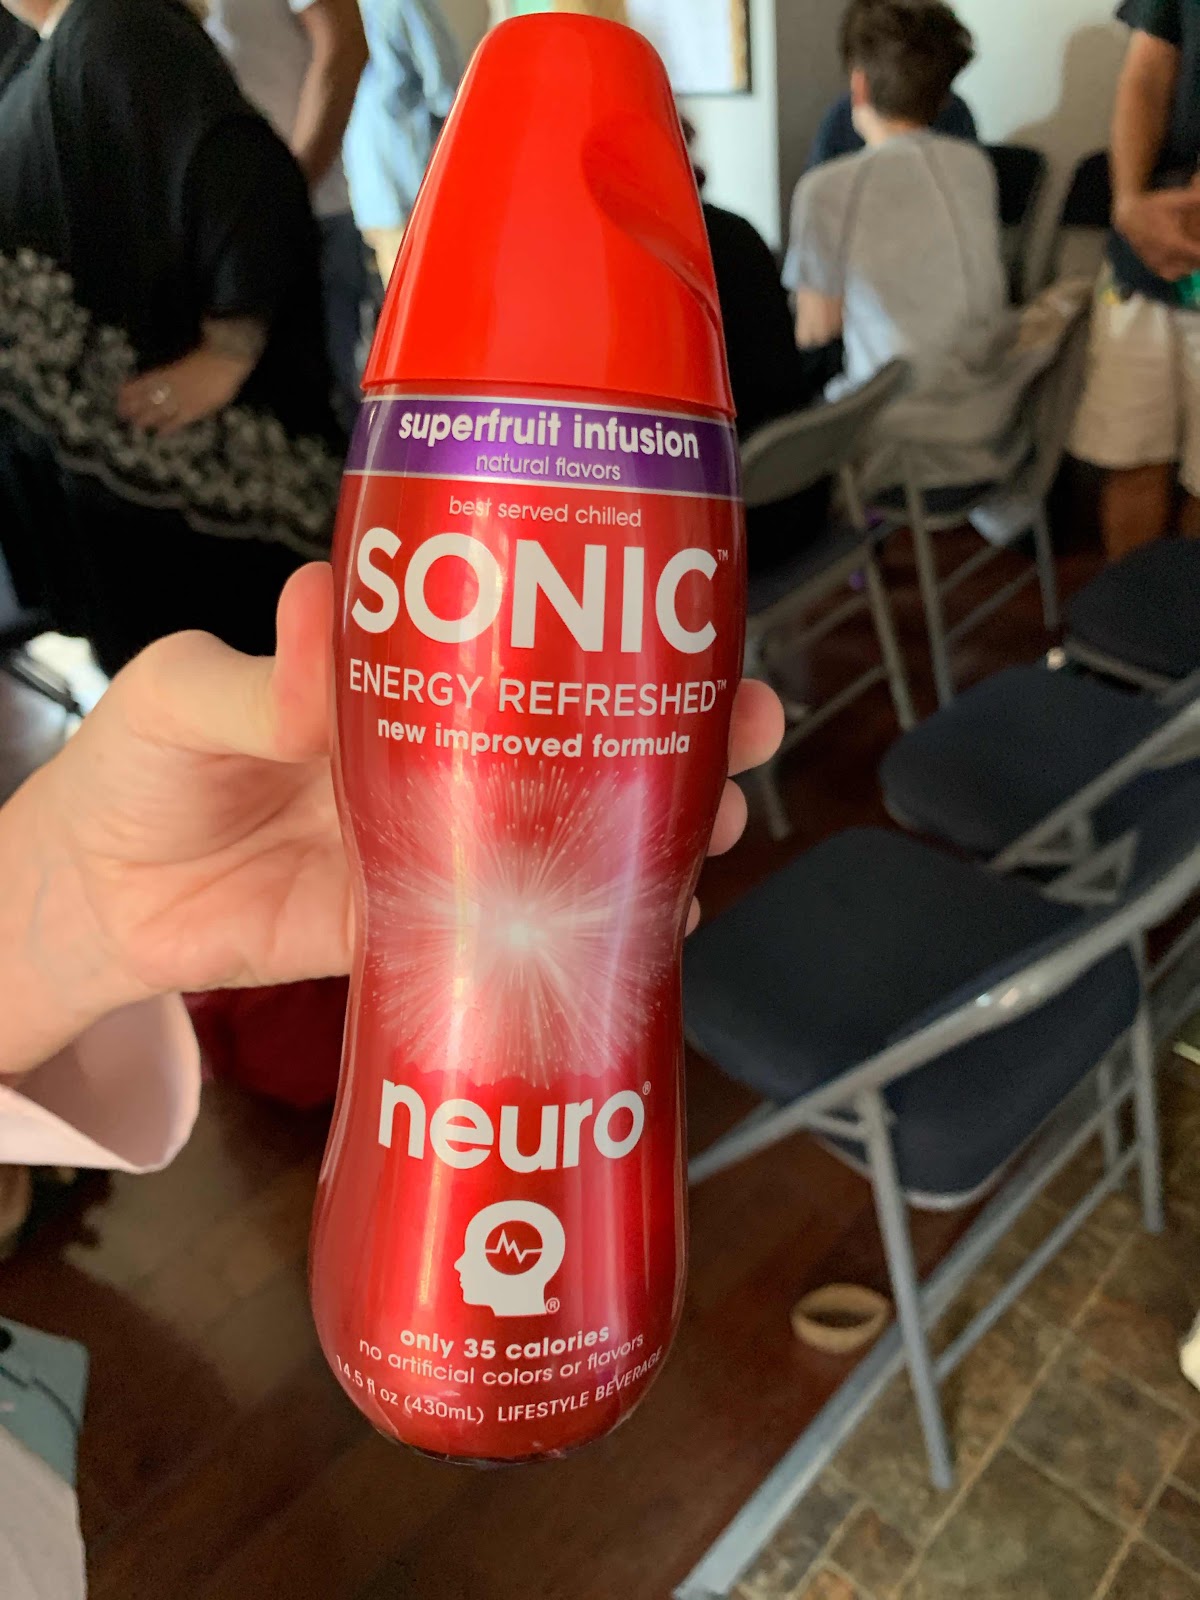 superfruit infusion
natural flavors
best served chilled
SONIC™
ENERGY REFRESHED™
new improved formula
neuro®
®
only 35 calories
no artificial colors or flavors
14.5 fl oz (430mL) LIFESTYLE BEVERAGE